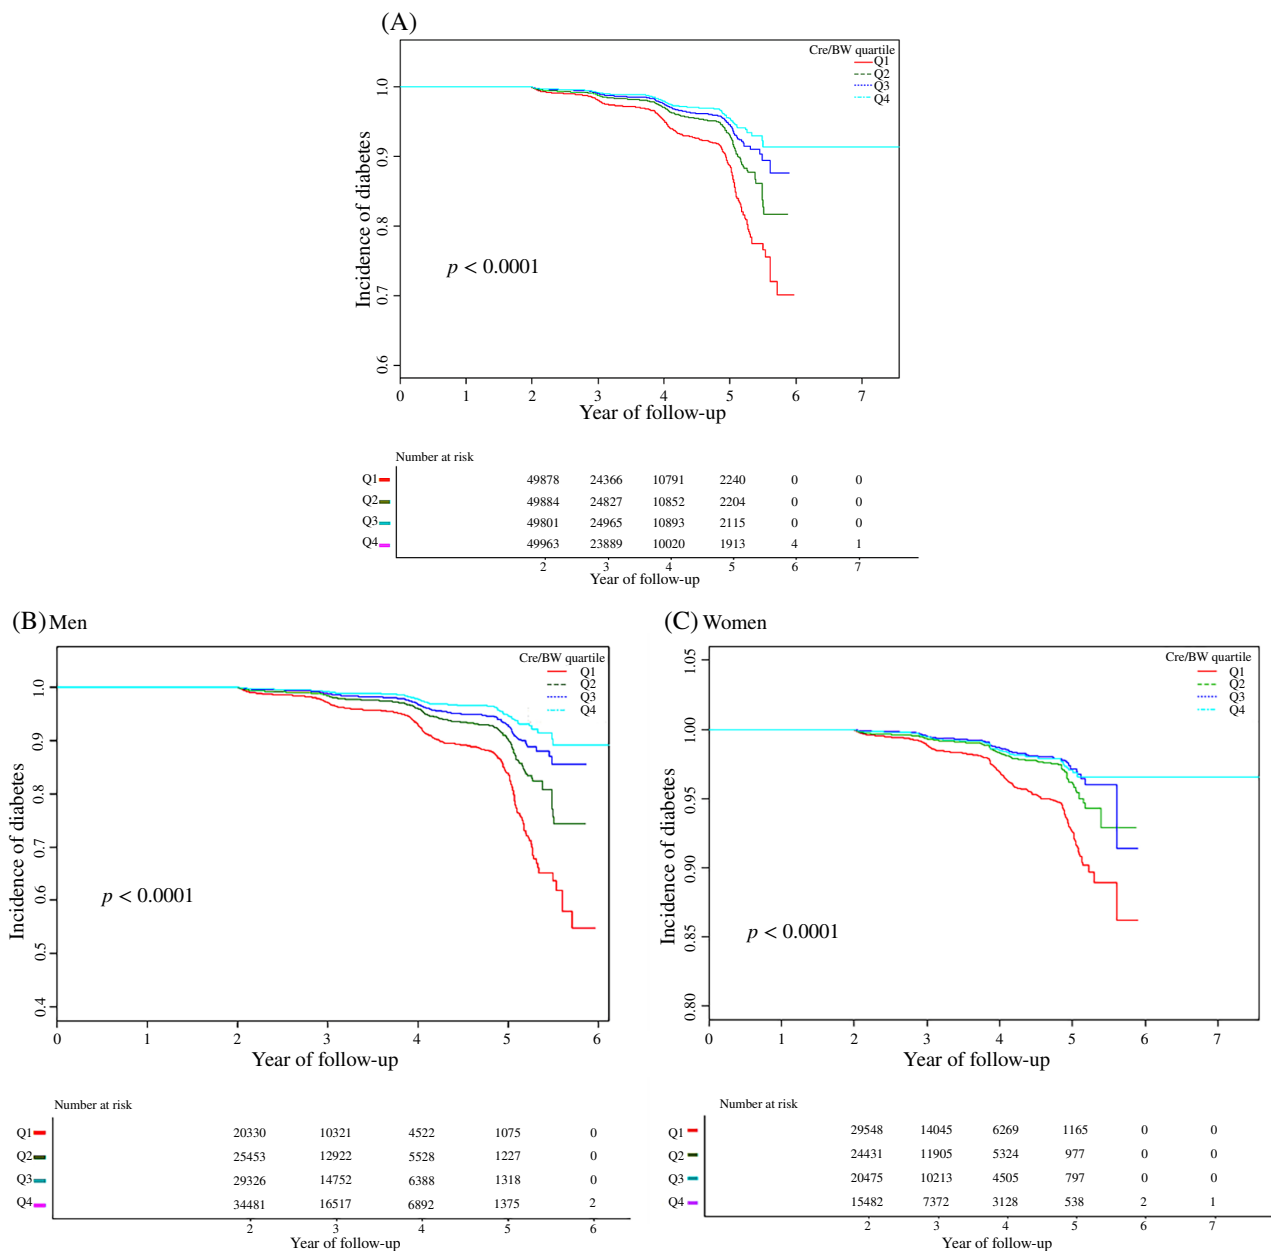 (A)
Cre/BW quartile
Q1
Q2
Q3
Q4
Incidence of diabetes
1.0
0.9
0.8
0.7
0.6
p < 0.0001
0 1 2 3 4 5 6 7
Year of follow-up
Number at risk
Q1 49878 24366 10791 2240 0 0
Q2 49884 24827 10852 2204 0 0
Q3 49801 24965 10893 2115 0 0
Q4 49963 23889 10020 1913 4 1
2 3 4 5 6 7
Year of follow-up
(B) Men
Cre/BW quartile
Q1
Q2
Q3
Q4
Incidence of diabetes
1.0
0.9
0.8
0.7
0.6
0.5
0.4
p < 0.0001
0 1 2 3 4 5 6
Year of follow-up
Number at risk
Q1 20330 10321 4522 1075 0
Q2 25453 12922 5528 1227 0
Q3 29326 14752 6388 1318 0
Q4 34481 16517 6892 1375 2
2 3 4 5 6
Year of follow-up
(C) Women
Cre/BW quartile
Q1
Q2
Q3
Q4
Incidence of diabetes
1.05
1.00
0.95
0.90
0.85
0.80
p < 0.0001
0 1 2 3 4 5 6 7
Year of follow-up
Number at risk
Q1 29548 14045 6269 1165 0 0
Q2 24431 11905 5324 977 0 0
Q3 20475 10213 4505 797 0 0
Q4 15482 7372 3128 538 2 1
2 3 4 5 6 7
Year of follow-up